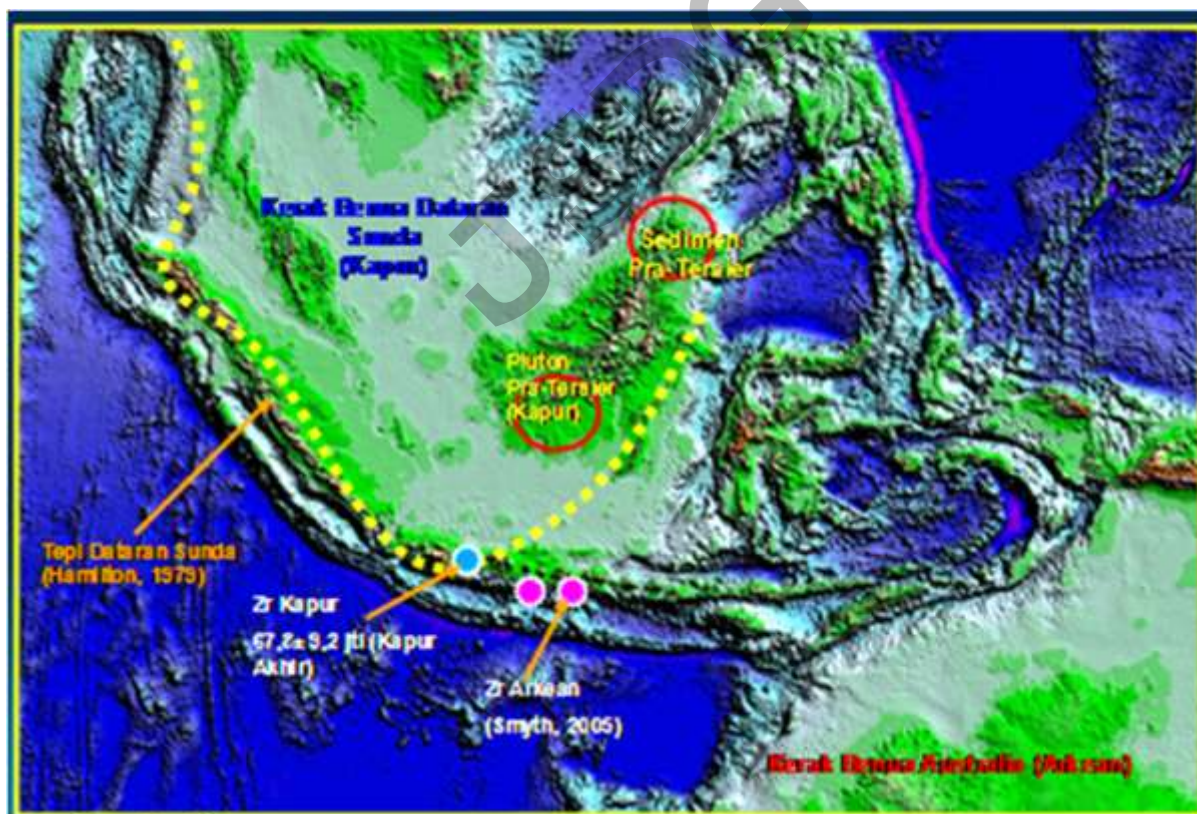 Kerak Benua Dataran
Sunda
(Kapur)
Sedimen
Pra-Tersier
Pluton
Pra-Tersier
(Kapur)
Tepi Dataran Sunda
(Hamilton, 1979)
Zr Kapur
67,8± 9,2 jtl (Kapur
Akhir)
Zr Arkean
(Smyth, 2005)
Kerak Benua Australia (Arkean)